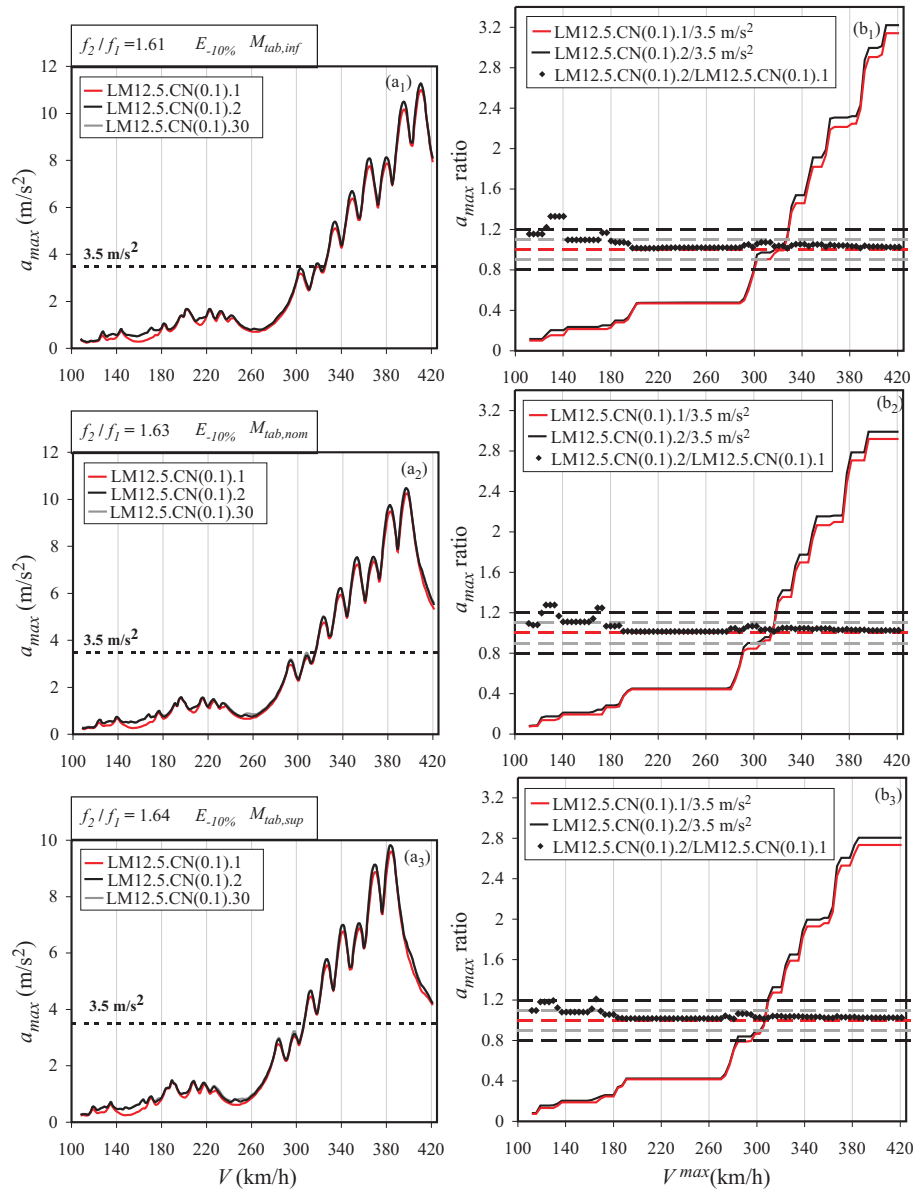 f₂ / f₁ = 1.61 E₋₁₀% M_tab,inf
(a₁)
LM12.5.CN(0.1).1
LM12.5.CN(0.1).2
LM12.5.CN(0.1).30
3.5 m/s²
a_max (m/s²)
12
10
8
6
4
2
0
100 140 180 220 260 300 340 380 420
(b₁)
LM12.5.CN(0.1).1/3.5 m/s²
LM12.5.CN(0.1).2/3.5 m/s²
LM12.5.CN(0.1).2/LM12.5.CN(0.1).1
a_max ratio
3.2
2.8
2.4
2
1.6
1.2
0.8
0.4
0
100 140 180 220 260 300 340 380 420
f₂ / f₁ = 1.63 E₋₁₀% M_tab,nom
(a₂)
LM12.5.CN(0.1).1
LM12.5.CN(0.1).2
LM12.5.CN(0.1).30
3.5 m/s²
a_max (m/s²)
12
10
8
6
4
2
0
100 140 180 220 260 300 340 380 420
(b₂)
LM12.5.CN(0.1).1/3.5 m/s²
LM12.5.CN(0.1).2/3.5 m/s²
LM12.5.CN(0.1).2/LM12.5.CN(0.1).1
a_max ratio
3.2
2.8
2.4
2
1.6
1.2
0.8
0.4
0
100 140 180 220 260 300 340 380 420
f₂ / f₁ = 1.64 E₋₁₀% M_tab,sup
(a₃)
LM12.5.CN(0.1).1
LM12.5.CN(0.1).2
LM12.5.CN(0.1).30
3.5 m/s²
a_max (m/s²)
10
8
6
4
2
0
100 140 180 220 260 300 340 380 420
V (km/h)
(b₃)
LM12.5.CN(0.1).1/3.5 m/s²
LM12.5.CN(0.1).2/3.5 m/s²
LM12.5.CN(0.1).2/LM12.5.CN(0.1).1
a_max ratio
3.2
2.8
2.4
2
1.6
1.2
0.8
0.4
0
100 140 180 220 260 300 340 380 420
V^max(km/h)